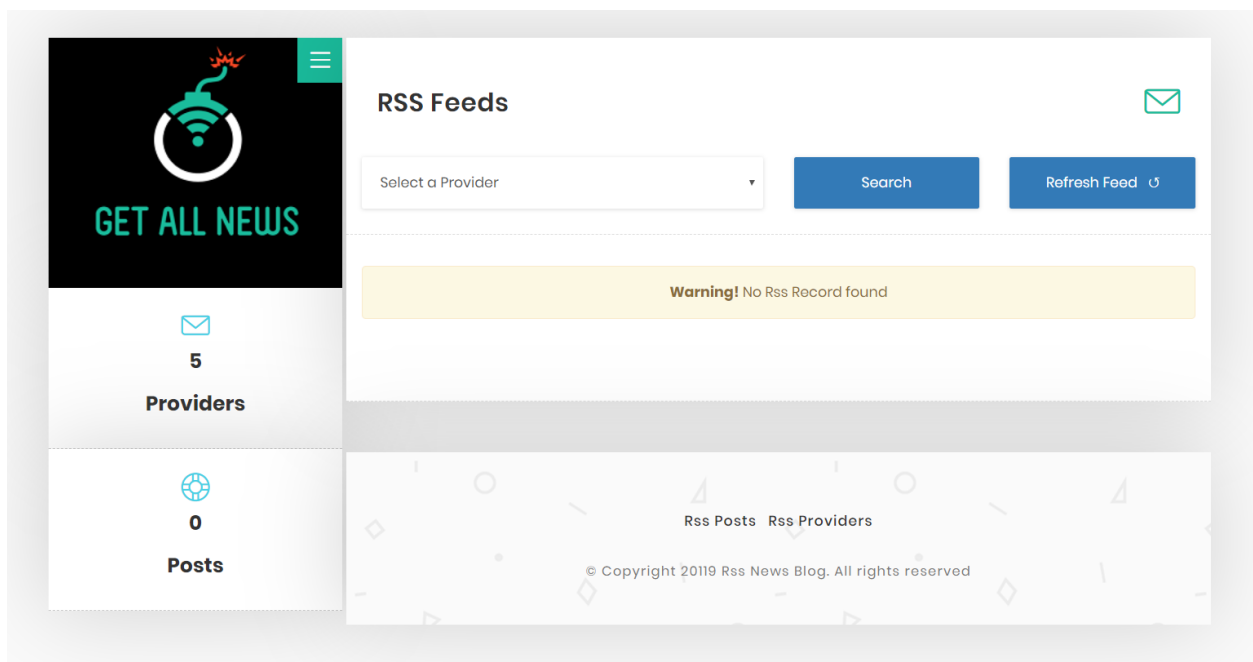 GET ALL NEWS
5
Providers
0
Posts
RSS Feeds
Select a Provider
Search
Refresh Feed
Warning! No Rss Record found
Rss Posts Rss Providers
© Copyright 20119 Rss News Blog. All rights reserved